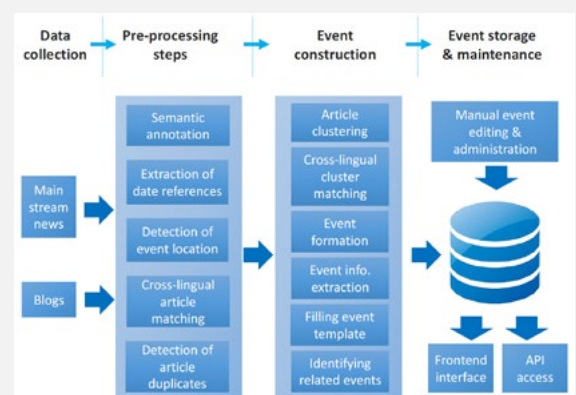 Data
collection
Pre-processing
steps
Event
construction
Event storage
& maintenance
Main
stream
news
Blogs
Semantic
annotation
Extraction of
date references
Detection of
event location
Cross-lingual
article
matching
Detection of
article
duplicates
Article
clustering
Cross-lingual
cluster
matching
Event
formation
Event info.
extraction
Filling event
template
Identifying
related events
Manual event
editing &
administration
Frontend
interface
API
access